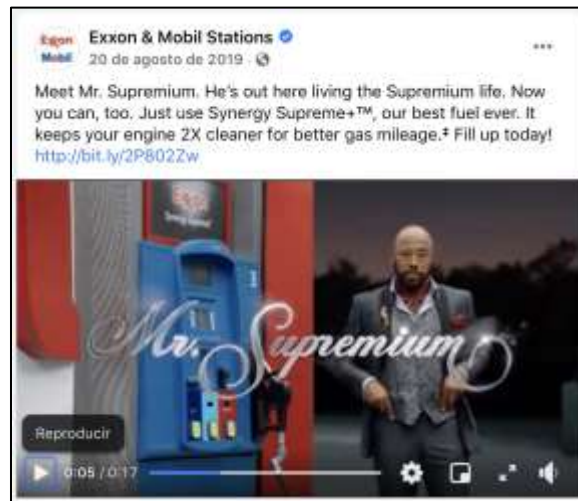 Exxon
Mobil
Exxon & Mobil Stations
20 de agosto de 2019 ·
Meet Mr. Supremium. He's out here living the Supremium life. Now
you can, too. Just use Synergy Supreme+™, our best fuel ever. It
keeps your engine 2X cleaner for better gas mileage.‡ Fill up today!
http://bit.ly/2P802Zw
Exxon
Mr. Supremium
Reproducir
0:05 / 0:17